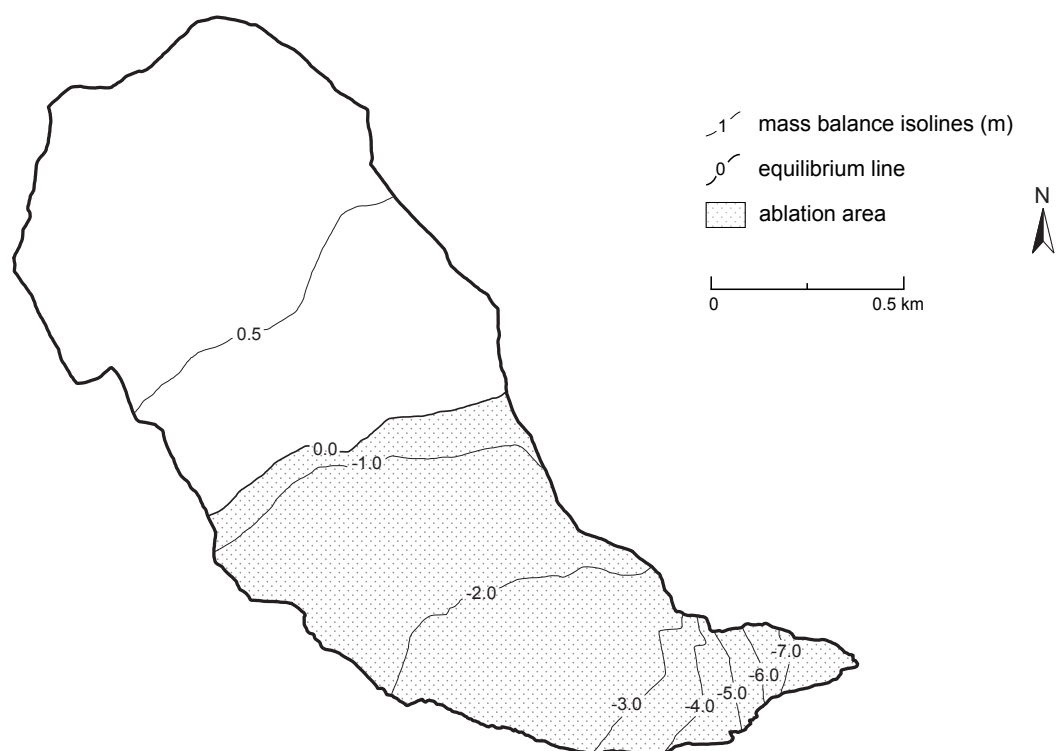 1 mass balance isolines (m)
0 equilibrium line
ablation area
N
0 0.5 km
0.5
0.0
-1.0
-2.0
-3.0
-4.0
-5.0
-6.0
-7.0